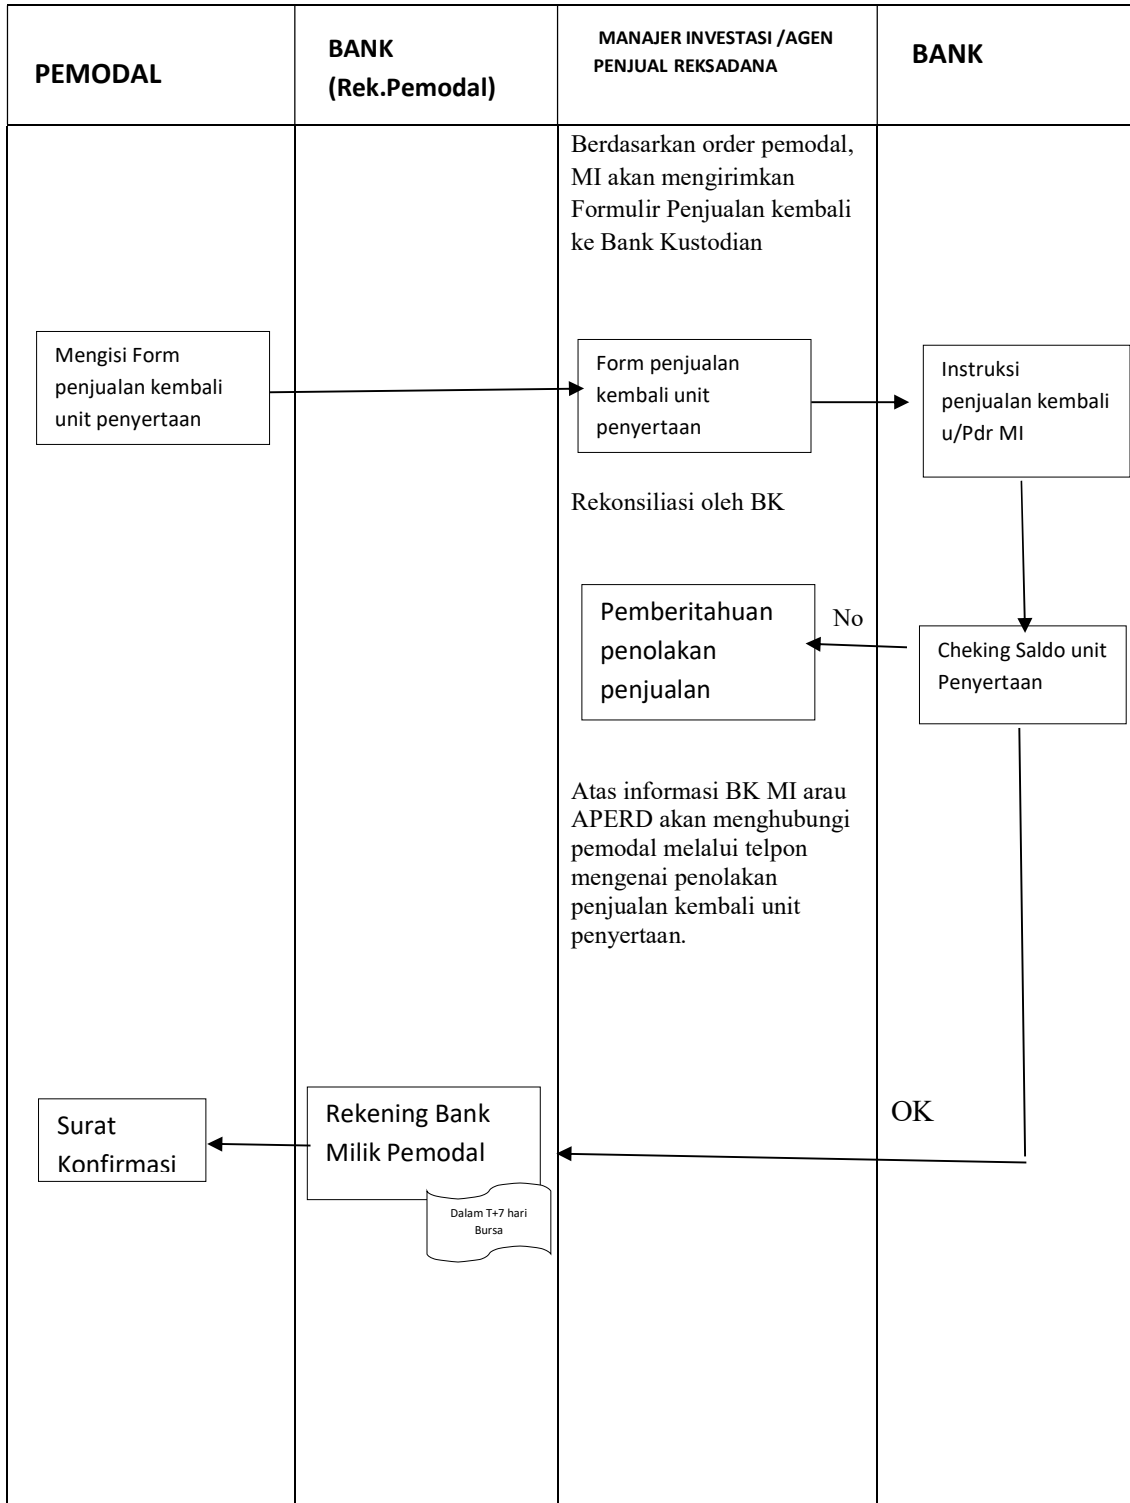 PEMODAL
BANK
(Rek.Pemodal)
MANAJER INVESTASI /AGEN
PENJUAL REKSADANA
BANK
Berdasarkan order pemodal,
MI akan mengirimkan
Formulir Penjualan kembali
ke Bank Kustodian
Mengisi Form
penjualan kembali
unit penyertaan
Form penjualan
kembali unit
penyertaan
Instruksi
penjualan kembali
u/Pdr MI
Rekonsiliasi oleh BK
Pemberitahuan
penolakan
penjualan
No
Cheking Saldo unit
Penyertaan
Atas informasi BK MI arau
APERD akan menghubungi
pemodal melalui telpon
mengenai penolakan
penjualan kembali unit
penyertaan.
Surat
Konfirmasi
Rekening Bank
Milik Pemodal
Dalam T+7 hari
Bursa
OK